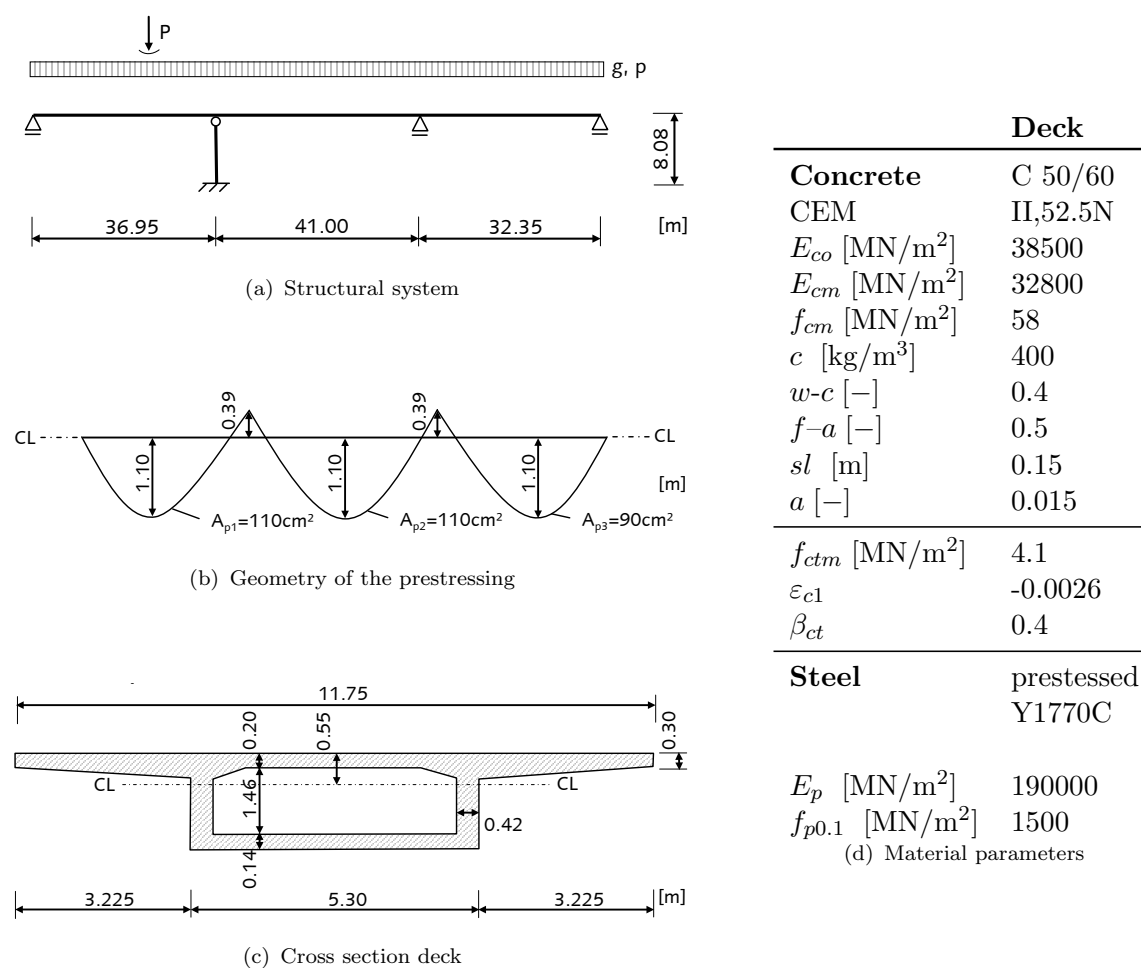 P
g, p
8.08
36.95 41.00 32.35 [m]
(a) Structural system
0.39 0.39
CL CL
1.10 1.10 1.10
[m]
Ap1=110cm² Ap2=110cm² Ap3=90cm²
(b) Geometry of the prestressing
11.75
0.20 0.55 0.30
CL CL
1.46
0.42
0.14
3.225 5.30 3.225 [m]
(c) Cross section deck
Deck
Concrete C 50/60
CEM II,52.5N
Eco [MN/m²] 38500
Ecm [MN/m²] 32800
fcm [MN/m²] 58
c [kg/m³] 400
w-c [−] 0.4
f–a [−] 0.5
sl [m] 0.15
a [−] 0.015
fctm [MN/m²] 4.1
εc1 -0.0026
βct 0.4
Steel prestessed
Y1770C
Ep [MN/m²] 190000
fp0.1 [MN/m²] 1500
(d) Material parameters